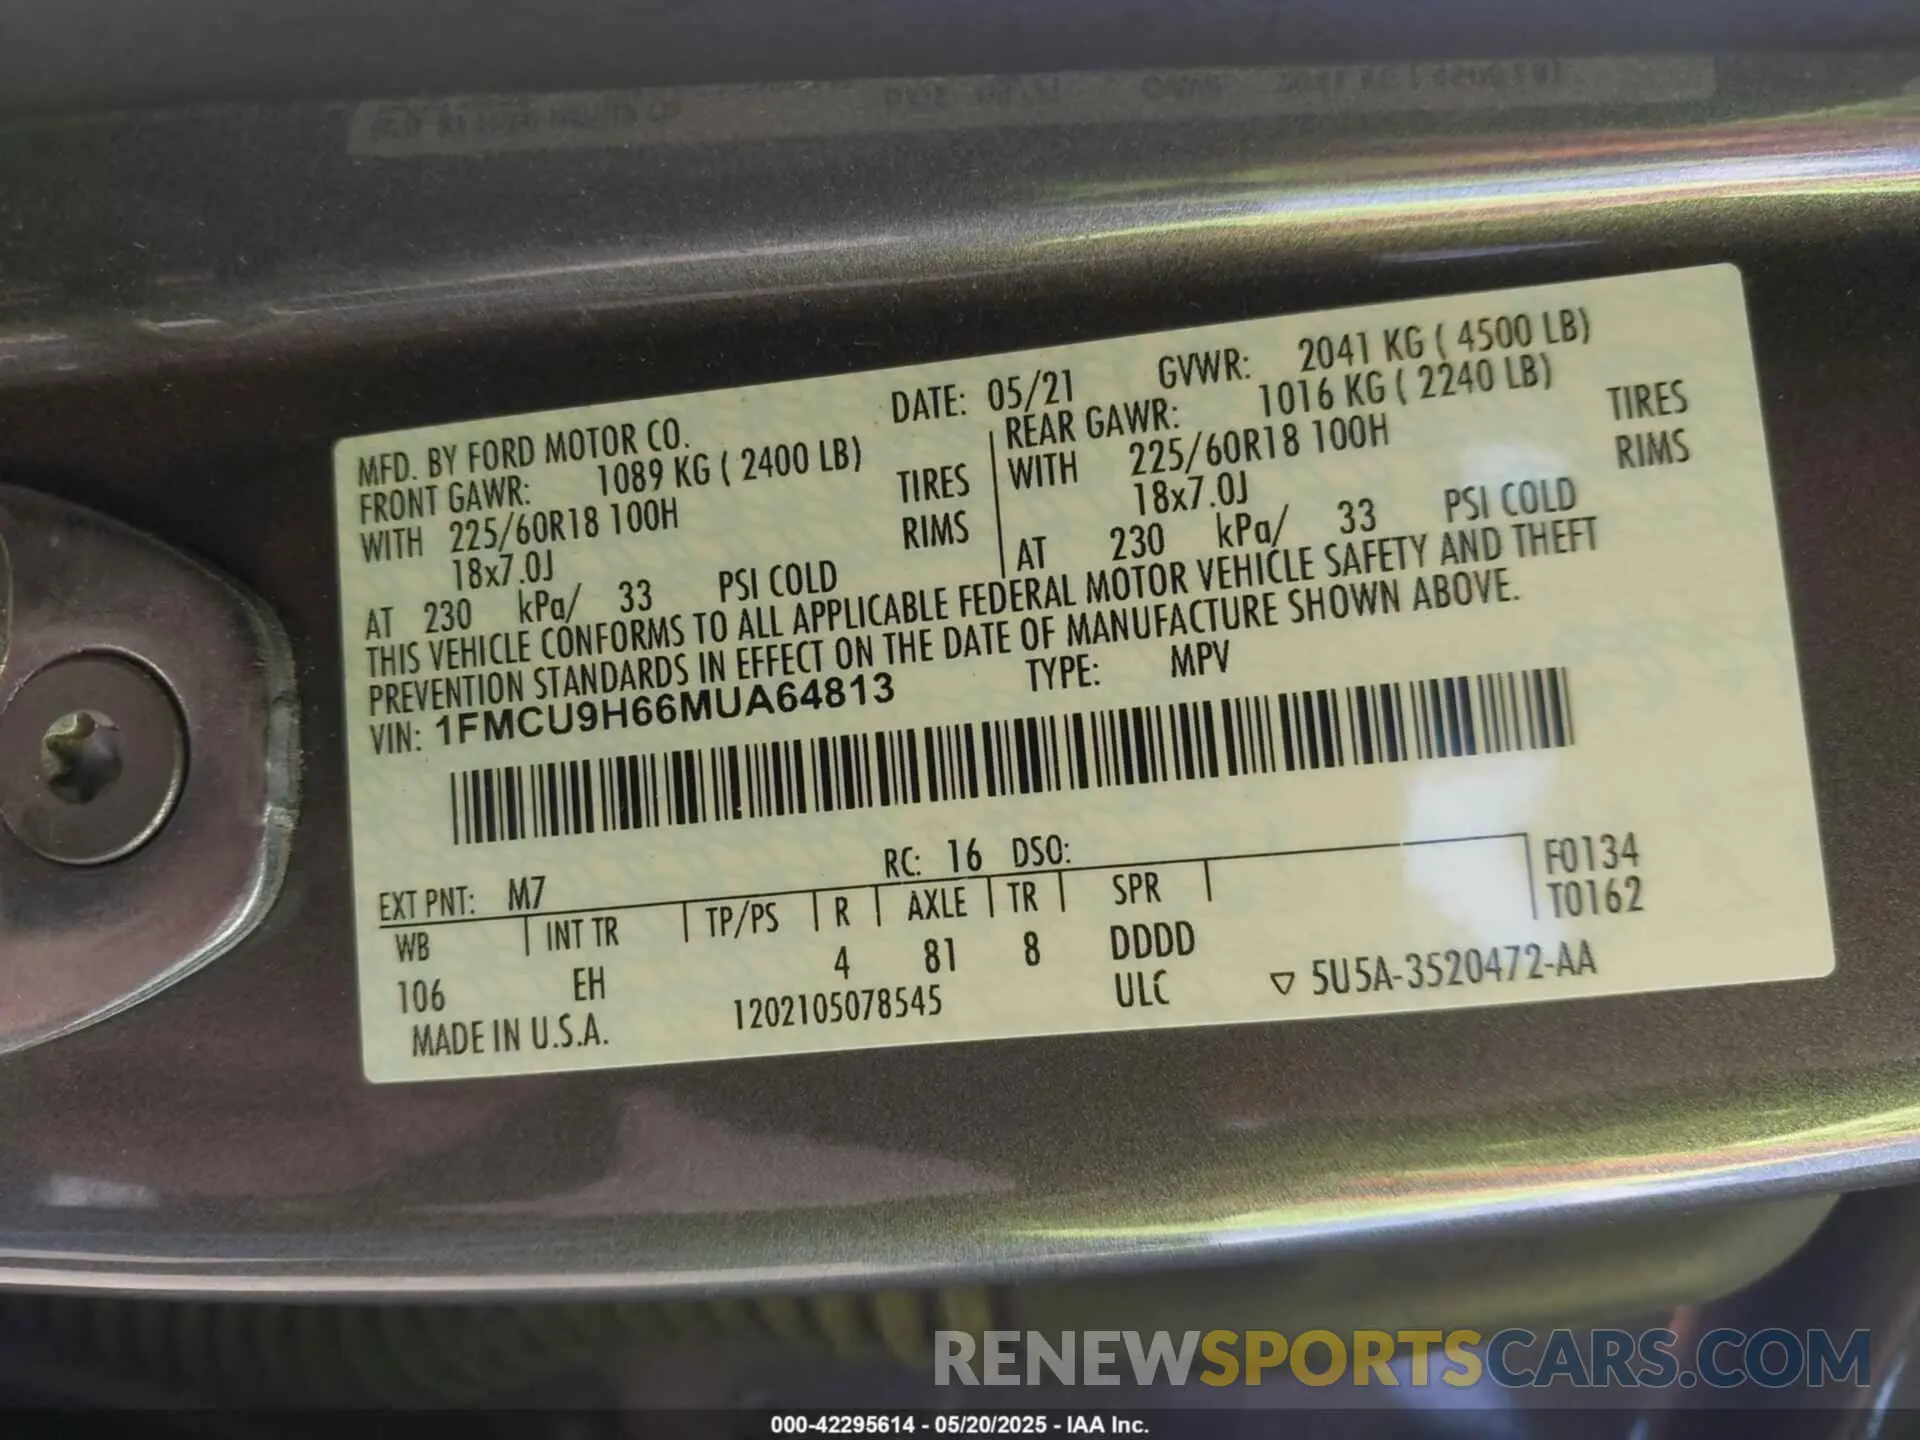 MFD. BY FORD MOTOR CO. DATE: 05/21 GVWR: 2041 KG ( 4500 LB)
FRONT GAWR: 1089 KG ( 2400 LB) REAR GAWR: 1016 KG ( 2240 LB)
WITH 225/60R18 100H TIRES WITH 225/60R18 100H TIRES
18x7.0J RIMS 18x7.0J RIMS
AT 230 kPa/ 33 PSI COLD AT 230 kPa/ 33 PSI COLD
THIS VEHICLE CONFORMS TO ALL APPLICABLE FEDERAL MOTOR VEHICLE SAFETY AND THEFT
PREVENTION STANDARDS IN EFFECT ON THE DATE OF MANUFACTURE SHOWN ABOVE.
VIN: 1FMCU9H66MUA64813 TYPE: MPV
EXT PNT: M7 RC: 16 DSO: F0134
WB INT TR TP/PS R AXLE TR SPR T0162
106 EH 4 81 8 DDDD
MADE IN U.S.A. 1202105078545 ULC ▽ 5U5A-3520472-AA
RENEWSPORTSCARS.COM
000-42295614 - 05/20/2025 - IAA Inc.